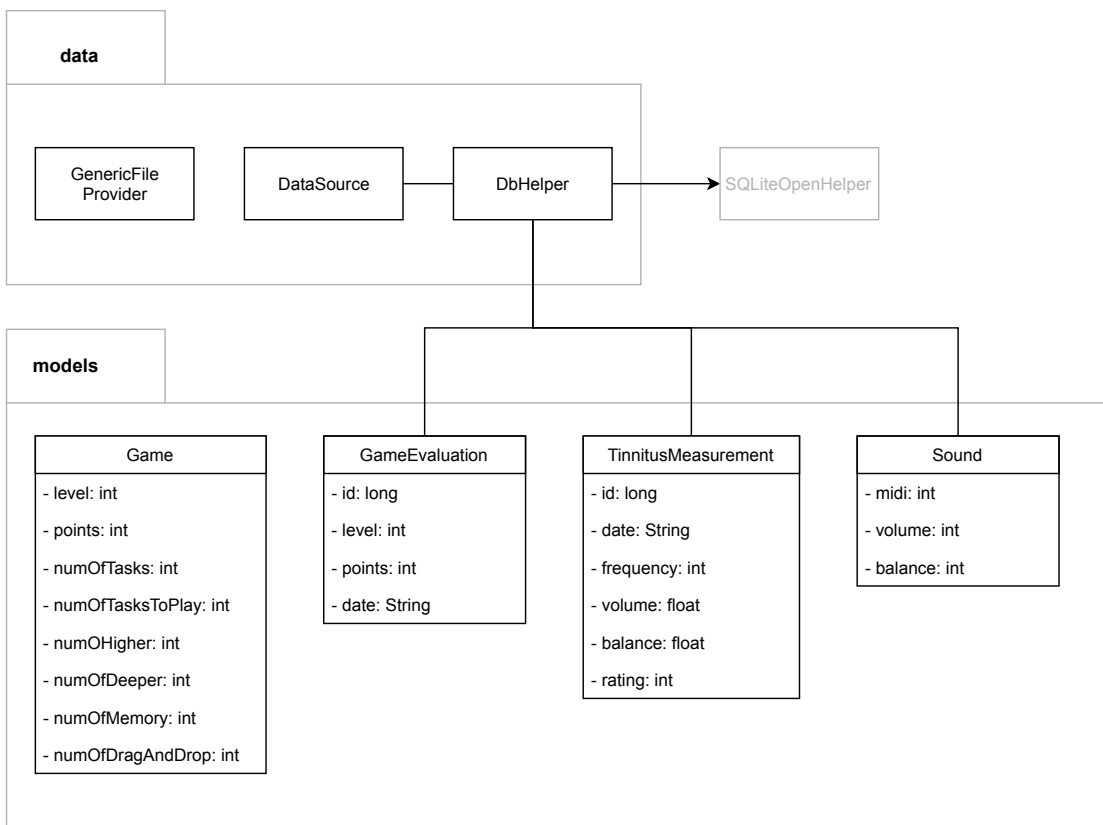 data
GenericFile
Provider
DataSource
DbHelper
SQLiteOpenHelper
models
Game
- level: int
- points: int
- numOfTasks: int
- numOfTasksToPlay: int
- numOHigher: int
- numOfDeeper: int
- numOfMemory: int
- numOfDragAndDrop: int
GameEvaluation
- id: long
- level: int
- points: int
- date: String
TinnitusMeasurement
- id: long
- date: String
- frequency: int
- volume: float
- balance: float
- rating: int
Sound
- midi: int
- volume: int
- balance: int